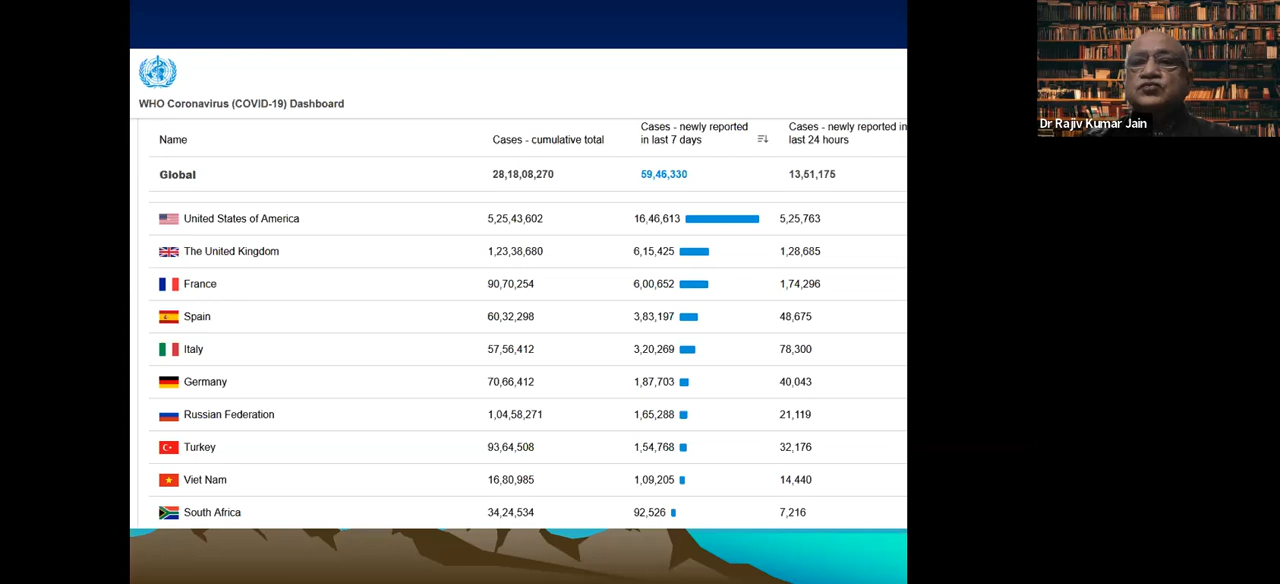 WHO Coronavirus (COVID-19) Dashboard
Name Cases - cumulative total Cases - newly reported in last 7 days Cases - newly reported in last 24 hours
Global 28,18,08,270 59,46,330 13,51,175
United States of America 5,25,43,602 16,46,613 5,25,763
The United Kingdom 1,23,38,680 6,15,425 1,28,685
France 90,70,254 6,00,652 1,74,296
Spain 60,32,298 3,83,197 48,675
Italy 57,56,412 3,20,269 78,300
Germany 70,66,412 1,87,703 40,043
Russian Federation 1,04,58,271 1,65,288 21,119
Turkey 93,64,508 1,54,768 32,176
Viet Nam 16,80,985 1,09,205 14,440
South Africa 34,24,534 92,526 7,216
Dr Rajiv Kumar Jain